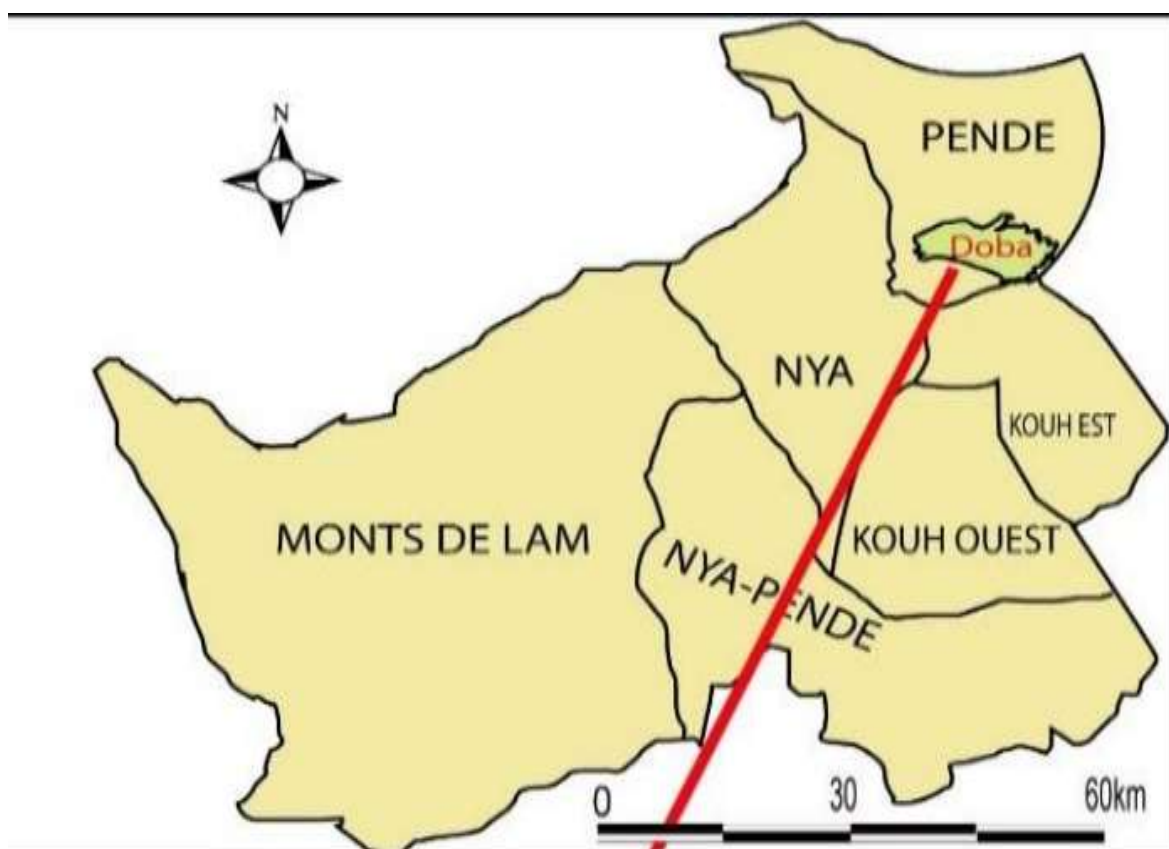 N
PENDE
Doba
NYA
KOUH EST
MONTS DE LAM
NYA-PENDE
KOUH OUEST
0 30 60km